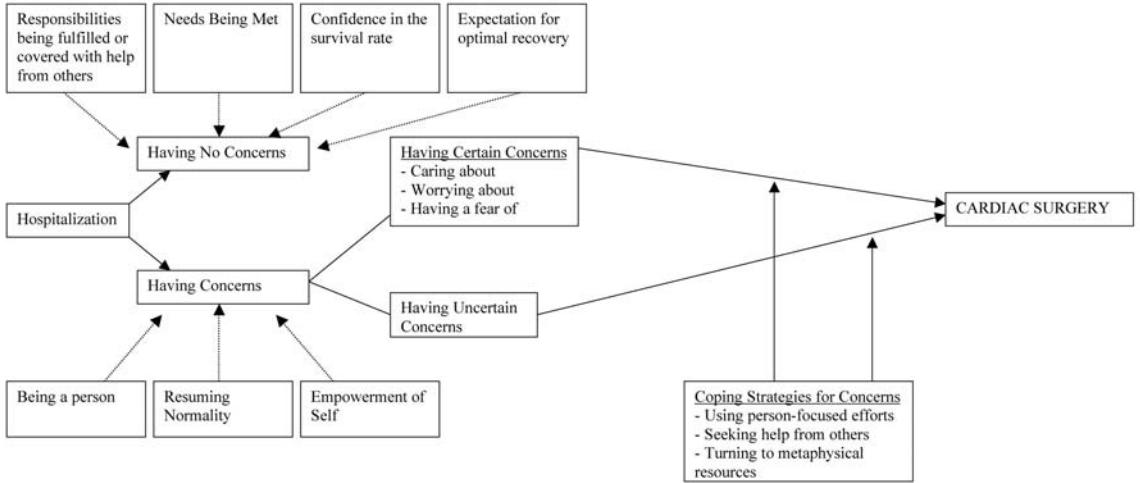 Responsibilities
being fulfilled or
covered with help
from others
Needs Being Met
Confidence in the
survival rate
Expectation for
optimal recovery
Having No Concerns
Having Certain Concerns
- Caring about
- Worrying about
- Having a fear of
Hospitalization
CARDIAC SURGERY
Having Concerns
Having Uncertain
Concerns
Being a person
Resuming
Normality
Empowerment of
Self
Coping Strategies for Concerns
- Using person-focused efforts
- Seeking help from others
- Turning to metaphysical
resources